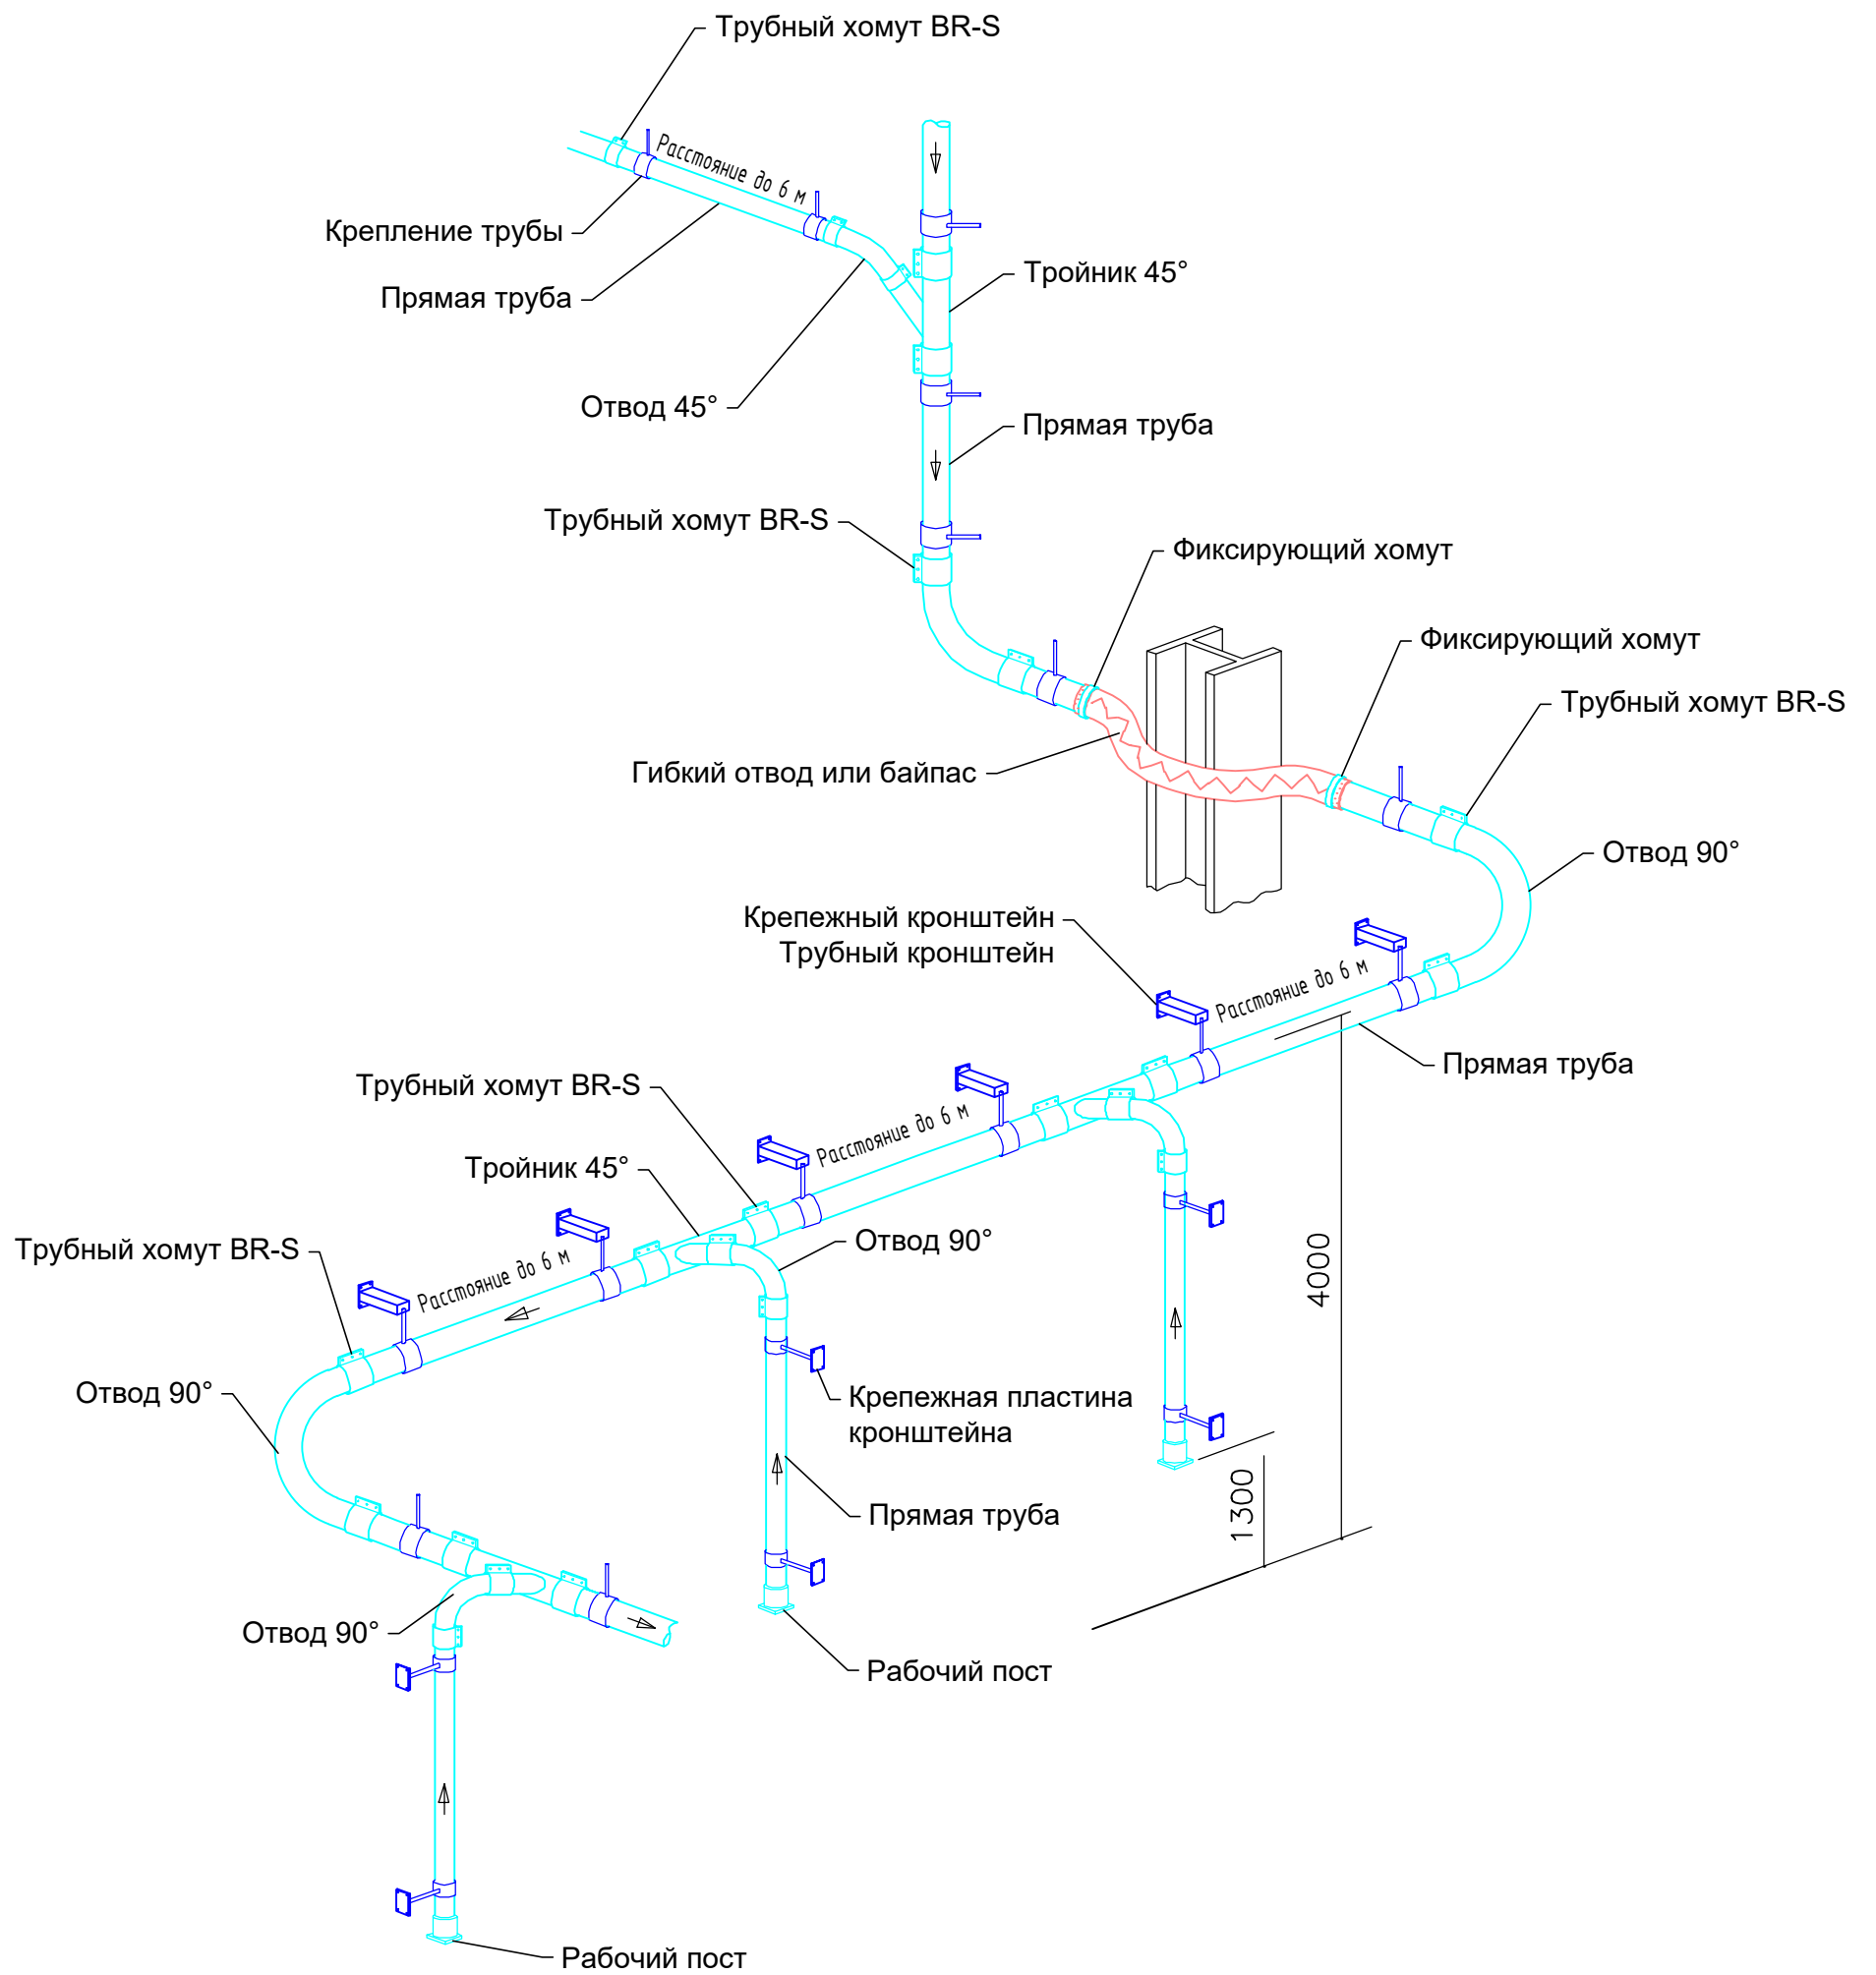 Трубный хомут BR-S
Расстояние до 6 м
Крепление трубы
Тройник 45°
Прямая труба
Отвод 45°
Прямая труба
Трубный хомут BR-S
Фиксирующий хомут
Фиксирующий хомут
Трубный хомут BR-S
Гибкий отвод или байпас
Отвод 90°
Крепежный кронштейн
Трубный кронштейн
Расстояние до 6 м
Прямая труба
Трубный хомут BR-S
Расстояние до 6 м
Тройник 45°
Отвод 90°
Трубный хомут BR-S
Расстояние до 6 м
4000
Отвод 90°
Крепежная пластина
кронштейна
1300
Прямая труба
Отвод 90°
Рабочий пост
Рабочий пост